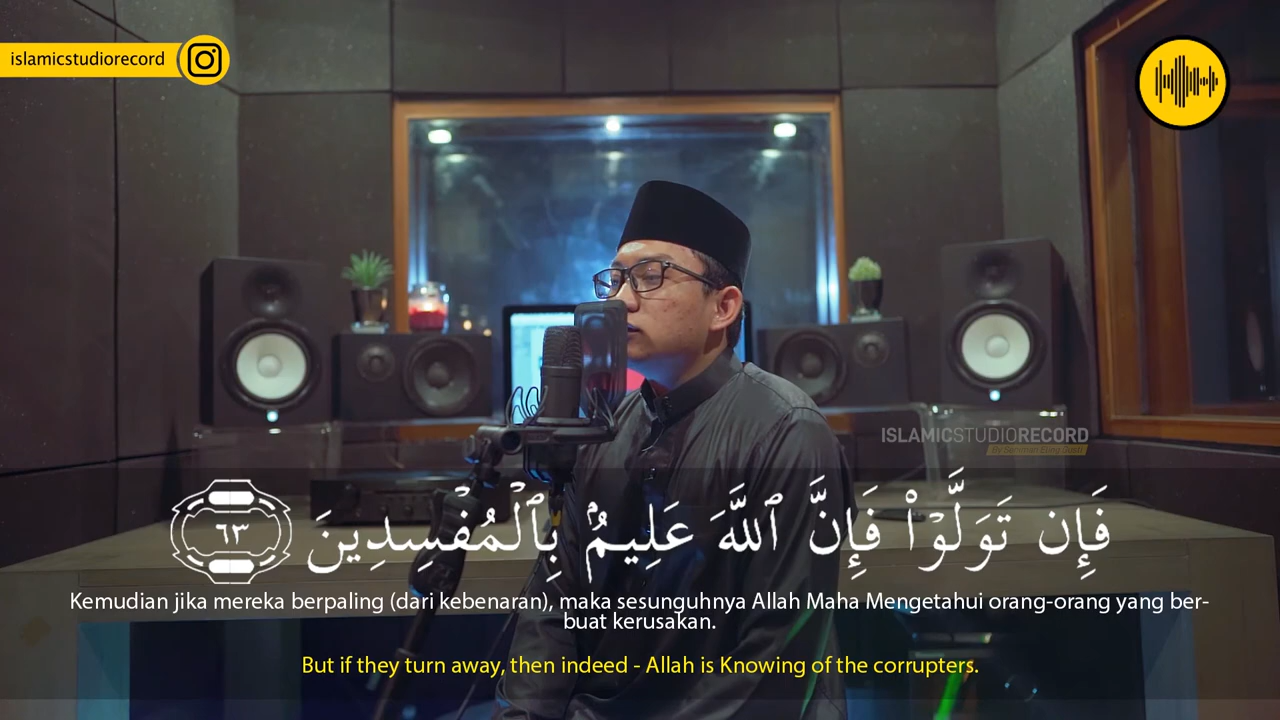 islamicstudiorecord
ISLAMICSTUDIORECORD
فَإِن تَوَلَّوْا۟ فَإِنَّ ٱللَّهَ عَلِيمٌۢ بِٱلْمُفْسِدِينَ ٦٣
Kemudian jika mereka berpaling (dari kebenaran), maka sesunguhnya Allah Maha Mengetahui orang-orang yang ber-
buat kerusakan.
But if they turn away, then indeed - Allah is Knowing of the corrupters.